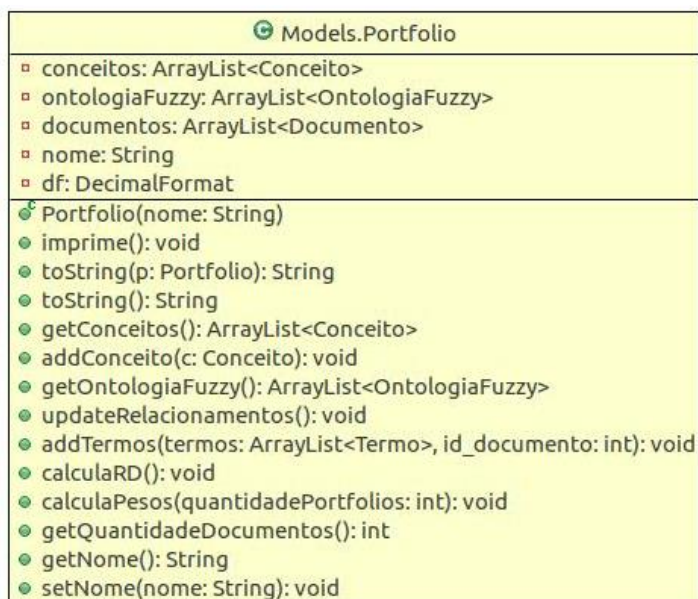 Models.Portfolio
conceitos: ArrayList<Conceito>
ontologiaFuzzy: ArrayList<OntologiaFuzzy>
documentos: ArrayList<Documento>
nome: String
df: DecimalFormat
Portfolio(nome: String)
imprime(): void
toString(p: Portfolio): String
toString(): String
getConceitos(): ArrayList<Conceito>
addConceito(c: Conceito): void
getOntologiaFuzzy(): ArrayList<OntologiaFuzzy>
updateRelacionamentos(): void
addTermos(termos: ArrayList<Termo>, id_documento: int): void
calculaRD(): void
calculaPesos(quantidadePortfolios: int): void
getQuantidadeDocumentos(): int
getNome(): String
setNome(nome: String): void